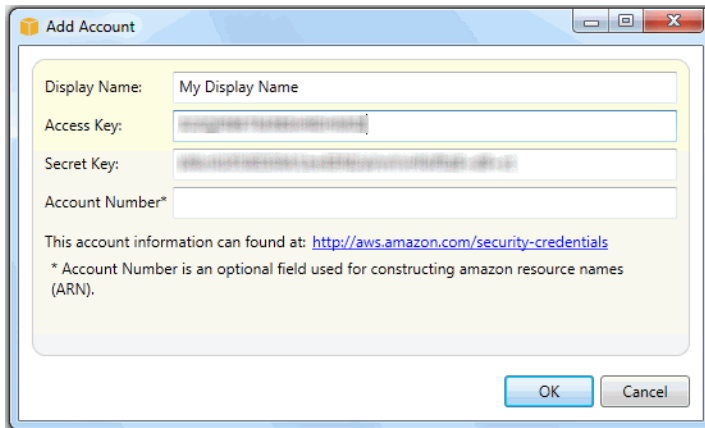 Add Account
Display Name: My Display Name
Access Key:
Secret Key:
Account Number*
This account information can found at: http://aws.amazon.com/security-credentials
* Account Number is an optional field used for constructing amazon resource names
(ARN).
OK Cancel